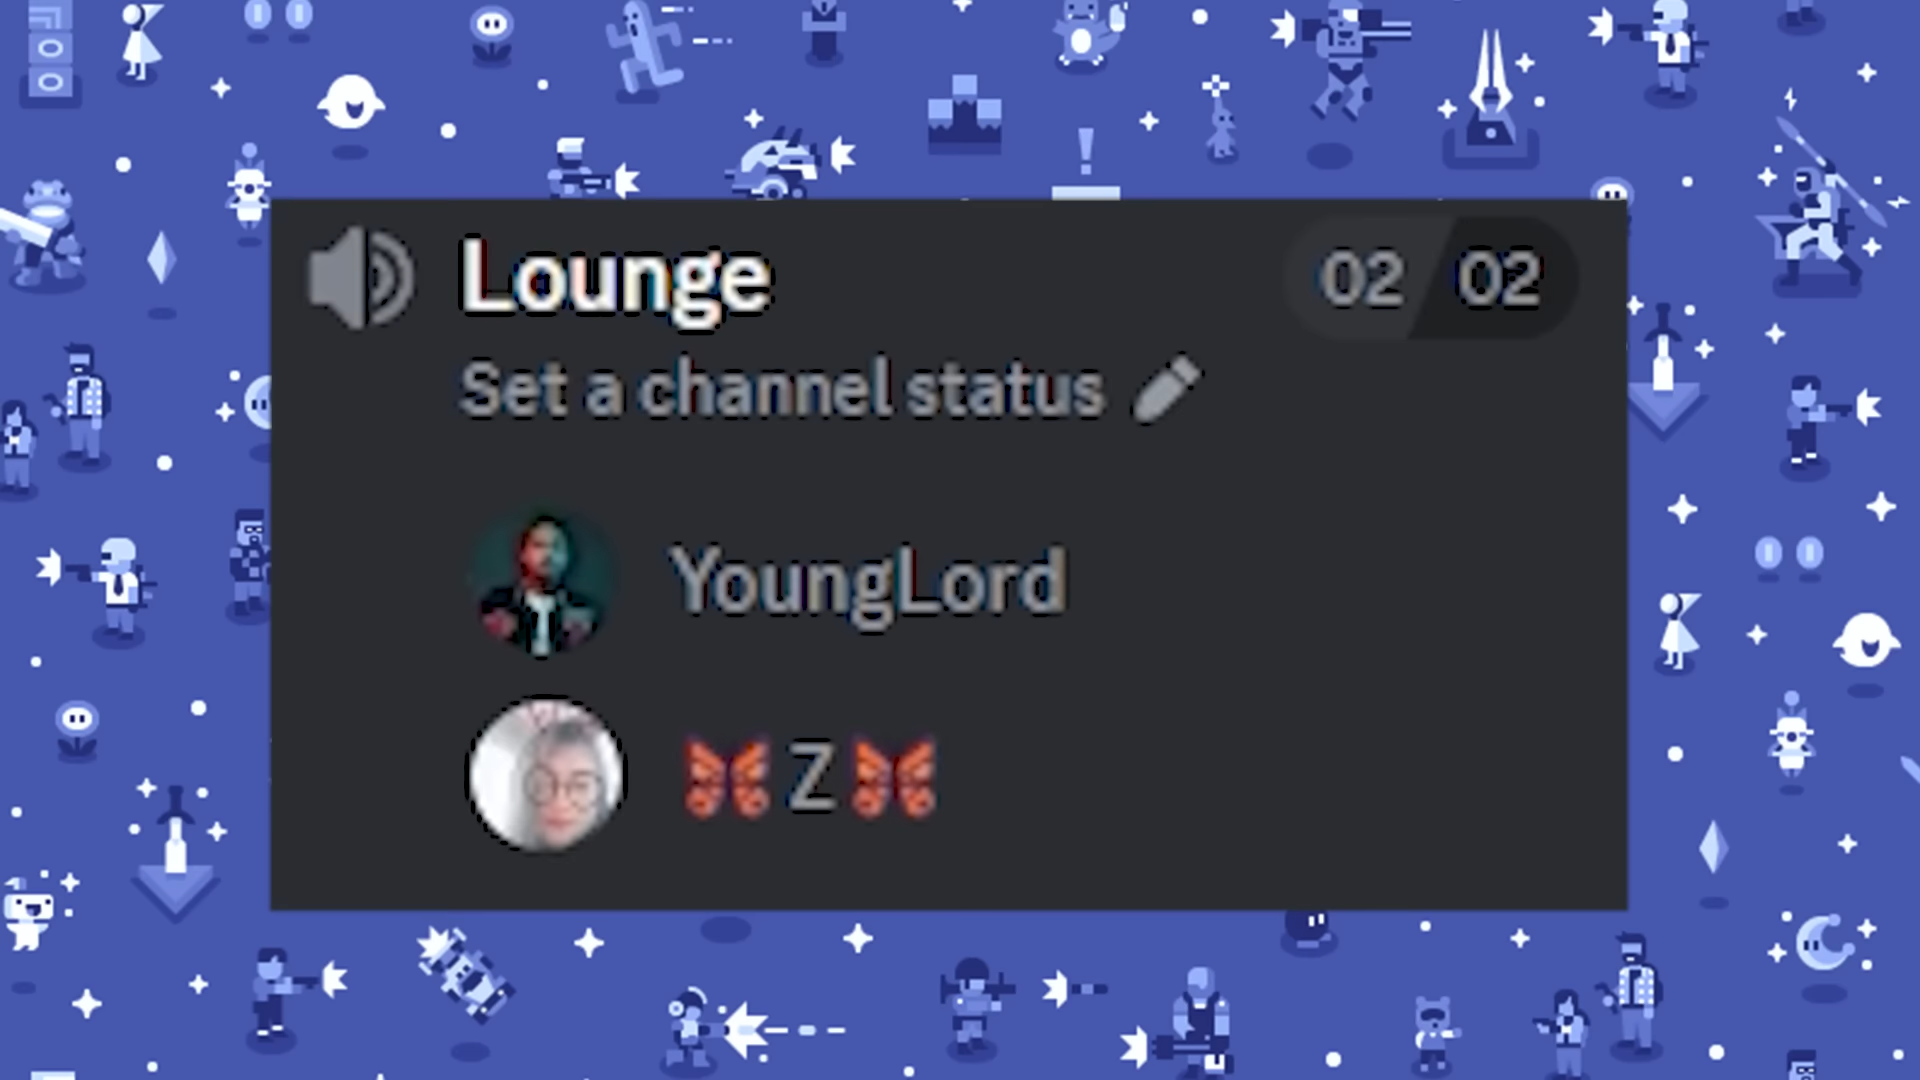 Lounge 02 02
Set a channel status
YoungLord
🦋 Z 🦋